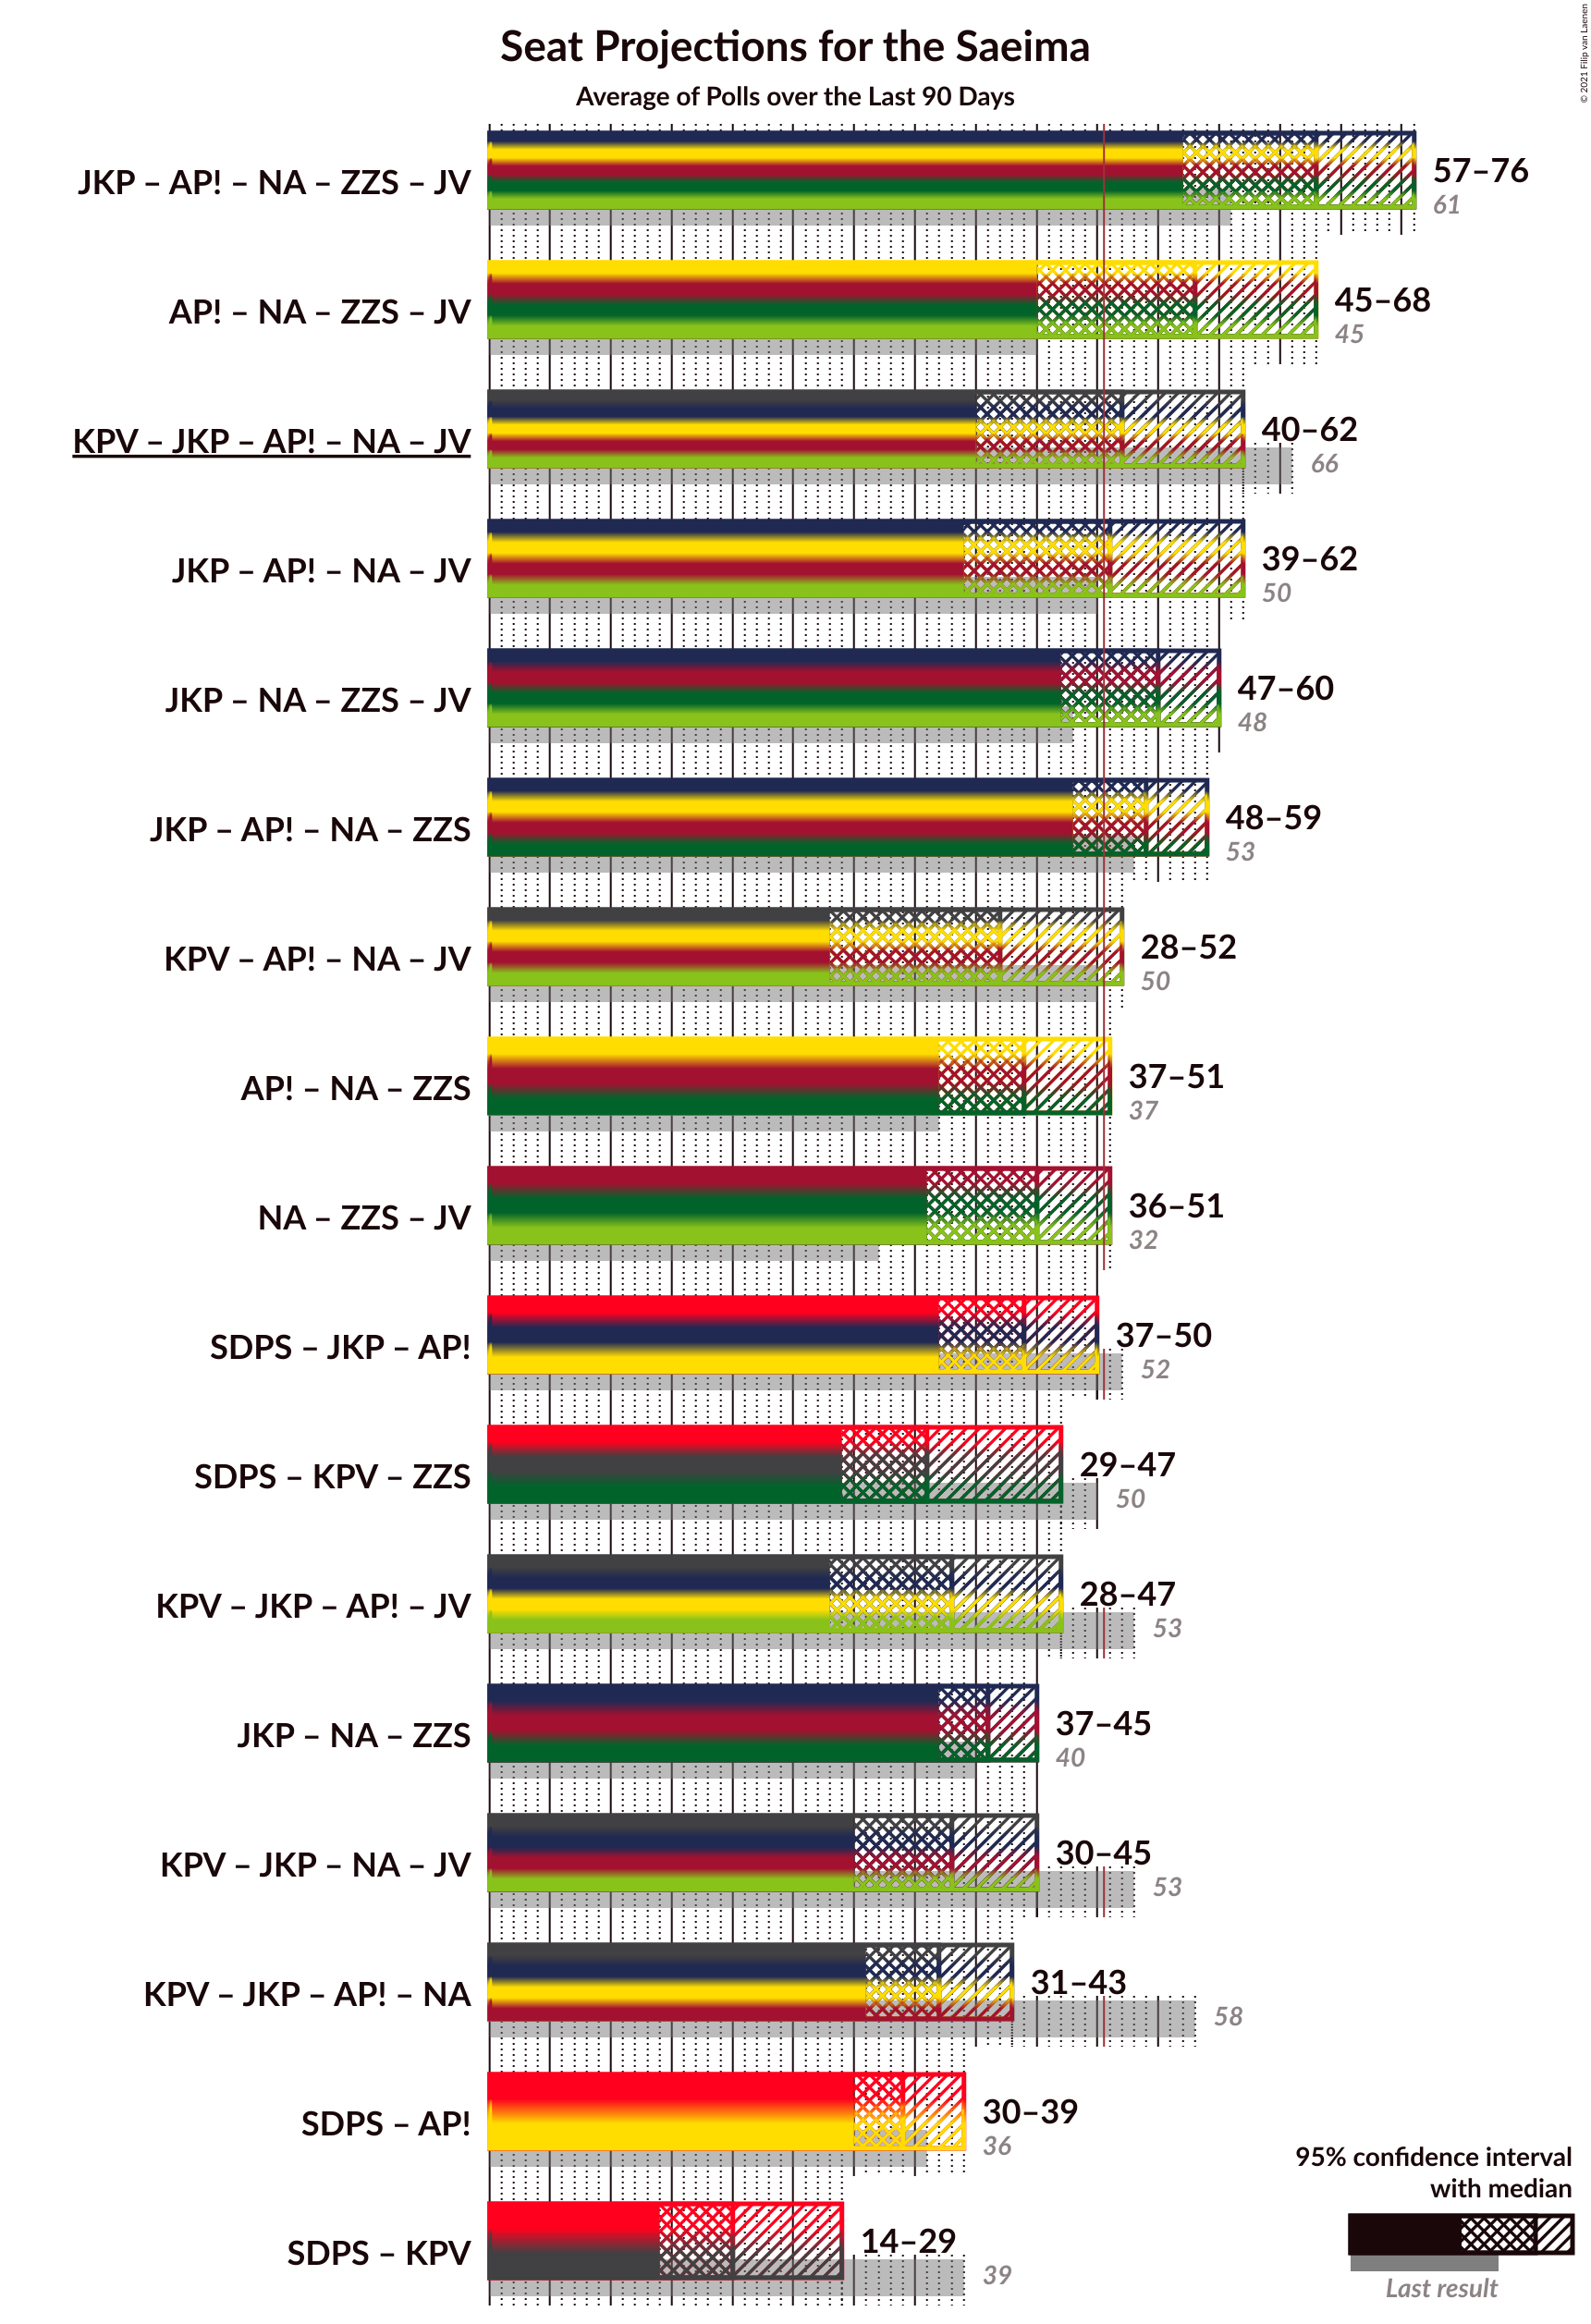 Seat Projections for the Saeima
Average of Polls over the Last 90 Days
© 2021 Filip van Laenen
JKP – AP! – NA – ZZS – JV
57–76
61
AP! – NA – ZZS – JV
45–68
45
KPV – JKP – AP! – NA – JV
40–62
66
JKP – AP! – NA – JV
39–62
50
JKP – NA – ZZS – JV
47–60
48
JKP – AP! – NA – ZZS
48–59
53
KPV – AP! – NA – JV
28–52
50
AP! – NA – ZZS
37–51
37
NA – ZZS – JV
36–51
32
SDPS – JKP – AP!
37–50
52
SDPS – KPV – ZZS
29–47
50
KPV – JKP – AP! – JV
28–47
53
JKP – NA – ZZS
37–45
40
KPV – JKP – NA – JV
30–45
53
KPV – JKP – AP! – NA
31–43
58
SDPS – AP!
30–39
36
SDPS – KPV
14–29
39
95% confidence interval
with median
Last result